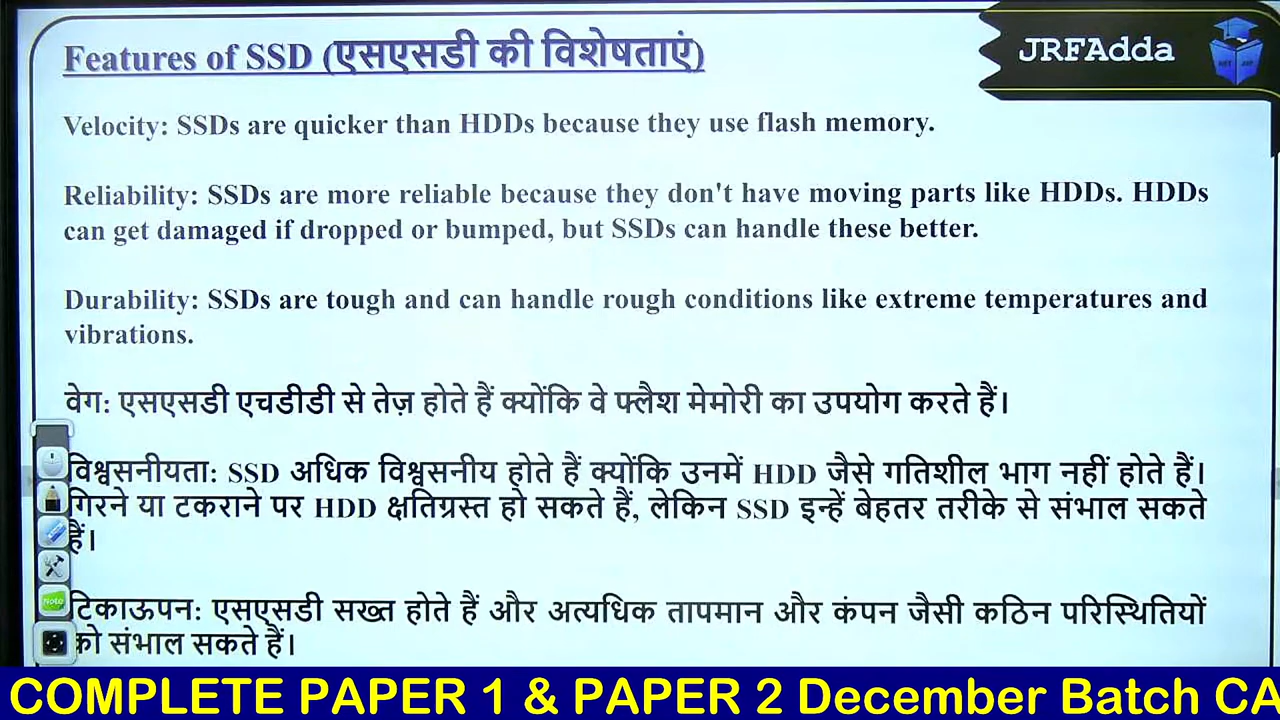 Features of SSD (एसएसडी की विशेषताएं)
JRFAdda
Velocity: SSDs are quicker than HDDs because they use flash memory.
Reliability: SSDs are more reliable because they don't have moving parts like HDDs. HDDs
can get damaged if dropped or bumped, but SSDs can handle these better.
Durability: SSDs are tough and can handle rough conditions like extreme temperatures and
vibrations.
वेग: एसएसडी एचडीडी से तेज़ होते हैं क्योंकि वे फ्लैश मेमोरी का उपयोग करते हैं।
विश्वसनीयता: SSD अधिक विश्वसनीय होते हैं क्योंकि उनमें HDD जैसे गतिशील भाग नहीं होते हैं।
गिरने या टकराने पर HDD क्षतिग्रस्त हो सकते हैं, लेकिन SSD इन्हें बेहतर तरीके से संभाल सकते
हैं।
Note
टिकाऊपन: एसएसडी सख्त होते हैं और अत्यधिक तापमान और कंपन जैसी कठिन परिस्थितियों
को संभाल सकते हैं।
COMPLETE PAPER 1 & PAPER 2 December Batch CA